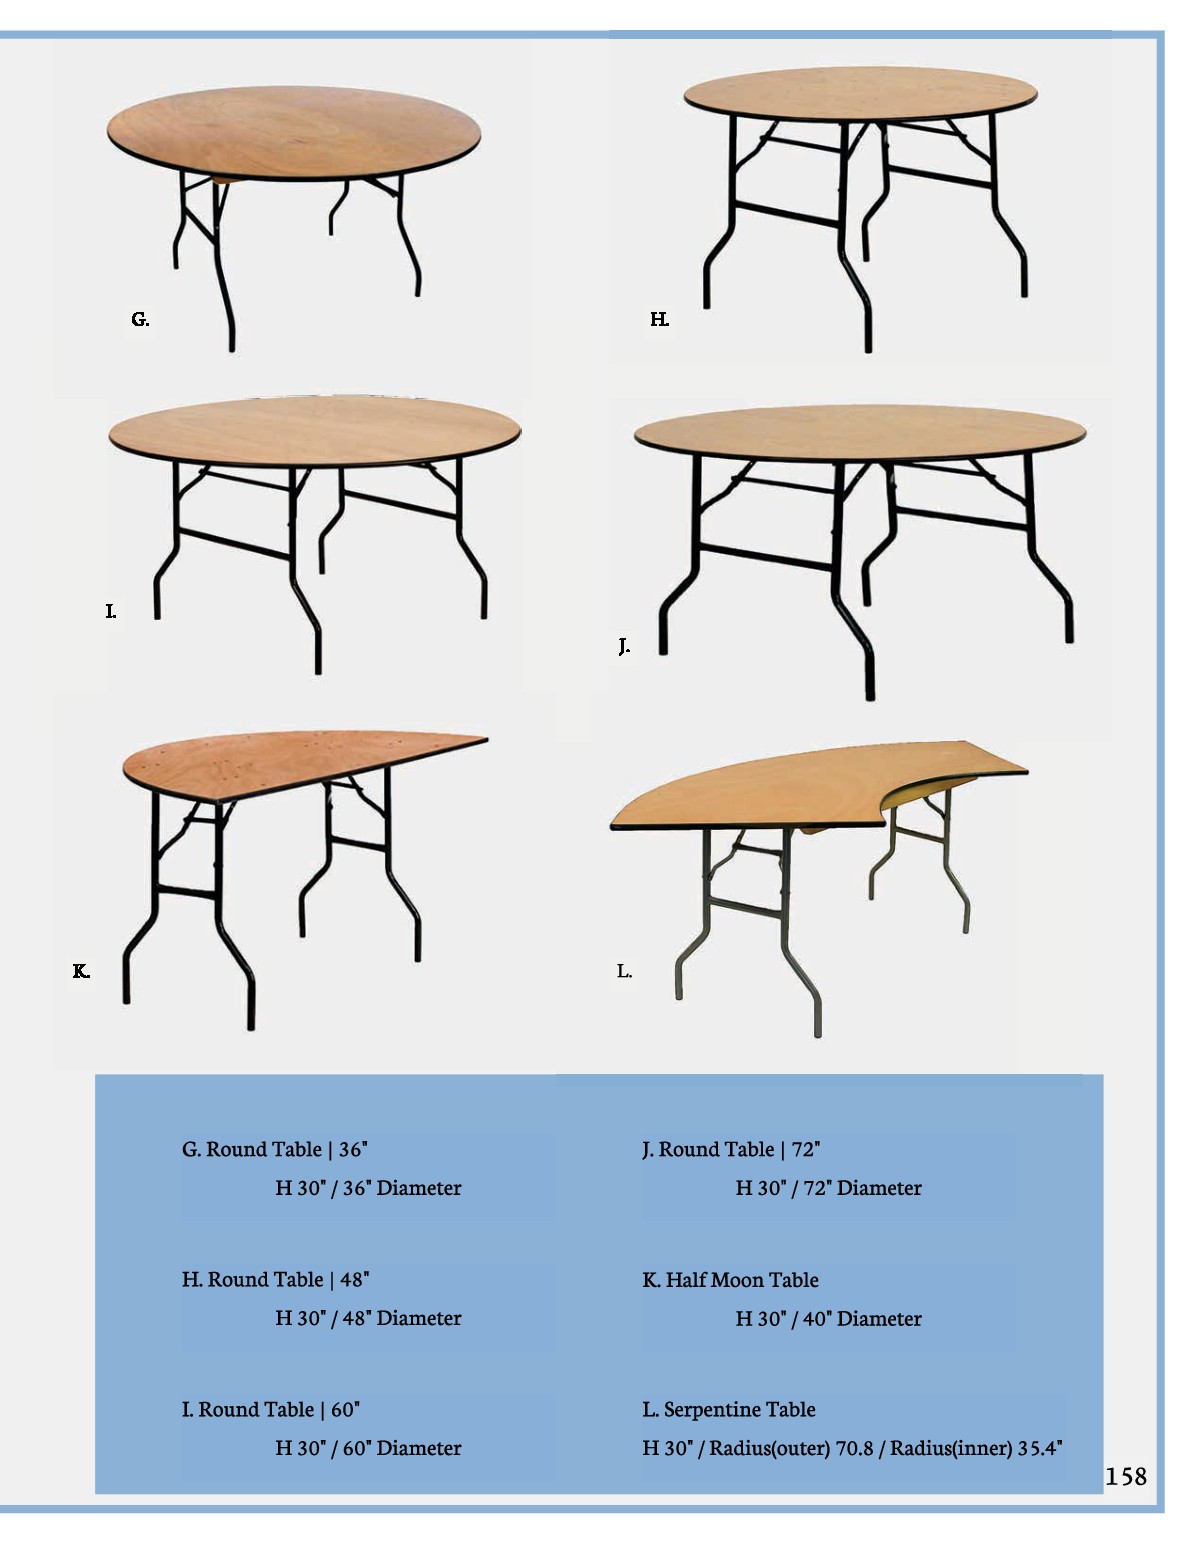 G.
H.
I.
J.
K.
L.
G. Round Table | 36"
H 30" / 36" Diameter
H. Round Table | 48"
H 30" / 48" Diameter
I. Round Table | 60"
H 30" / 60" Diameter
J. Round Table | 72"
H 30" / 72" Diameter
K. Half Moon Table
H 30" / 40" Diameter
L. Serpentine Table
H 30" / Radius(outer) 70.8 / Radius(inner) 35.4"
158